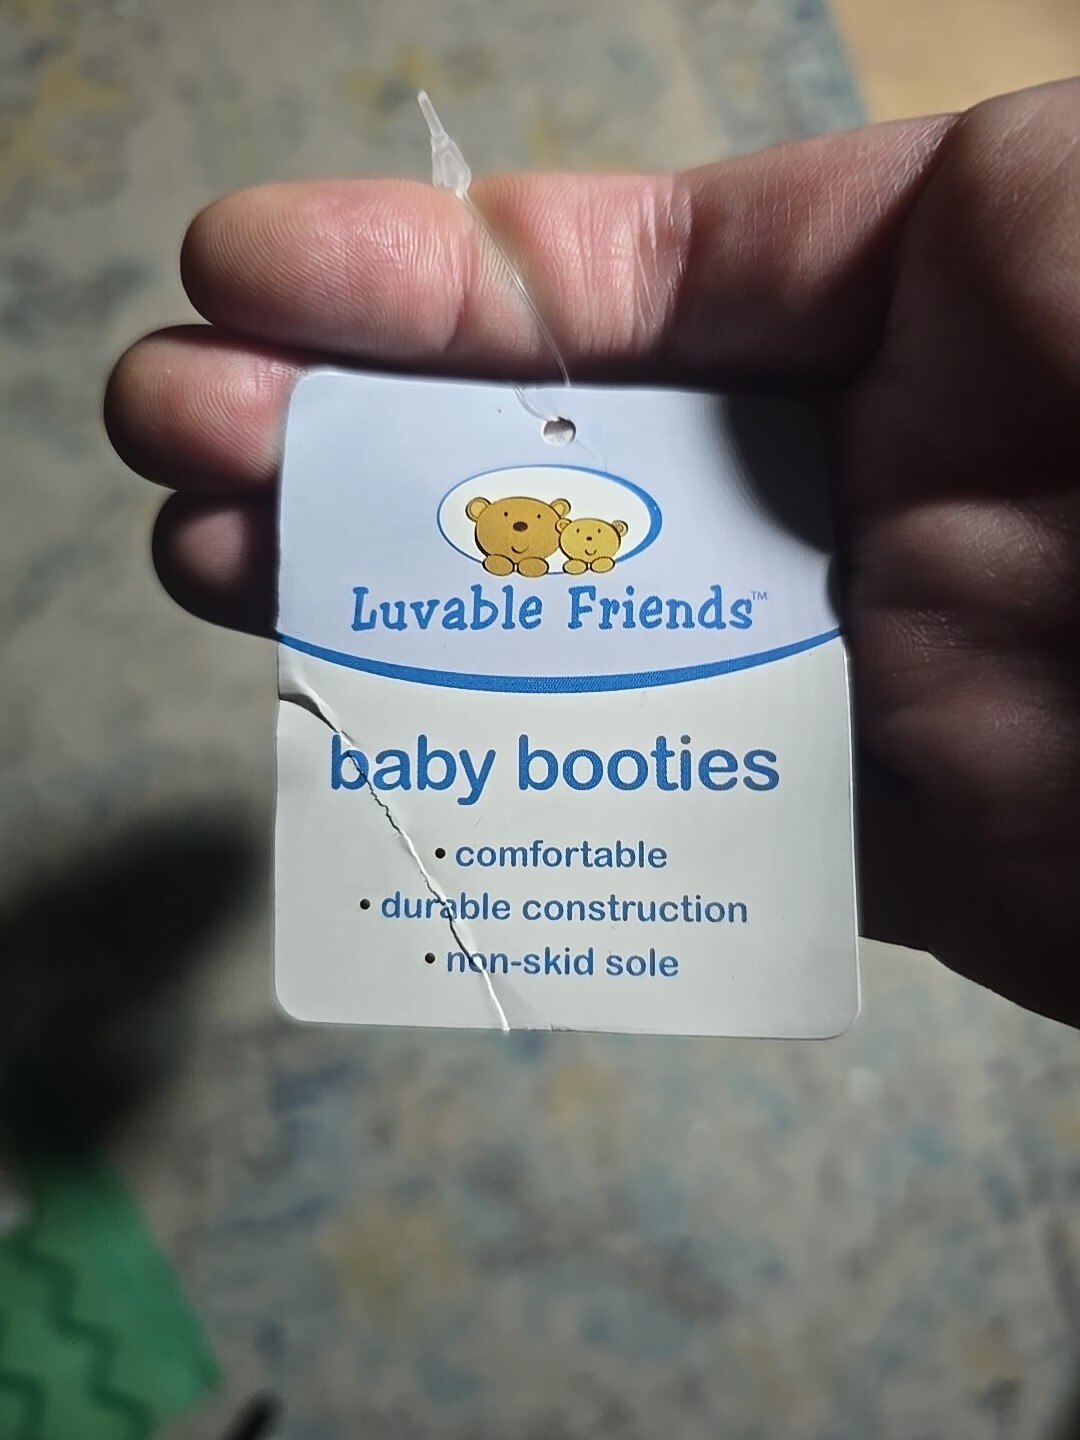 Luvable Friends™
baby booties
• comfortable
• durable construction
• non-skid sole